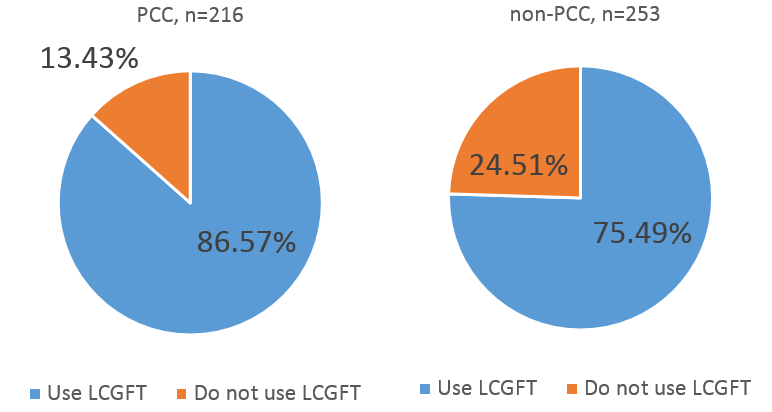 PCC, n=216
13.43%
86.57%
Use LCGFT
Do not use LCGFT
non-PCC, n=253
24.51%
75.49%
Use LCGFT
Do not use LCGFT